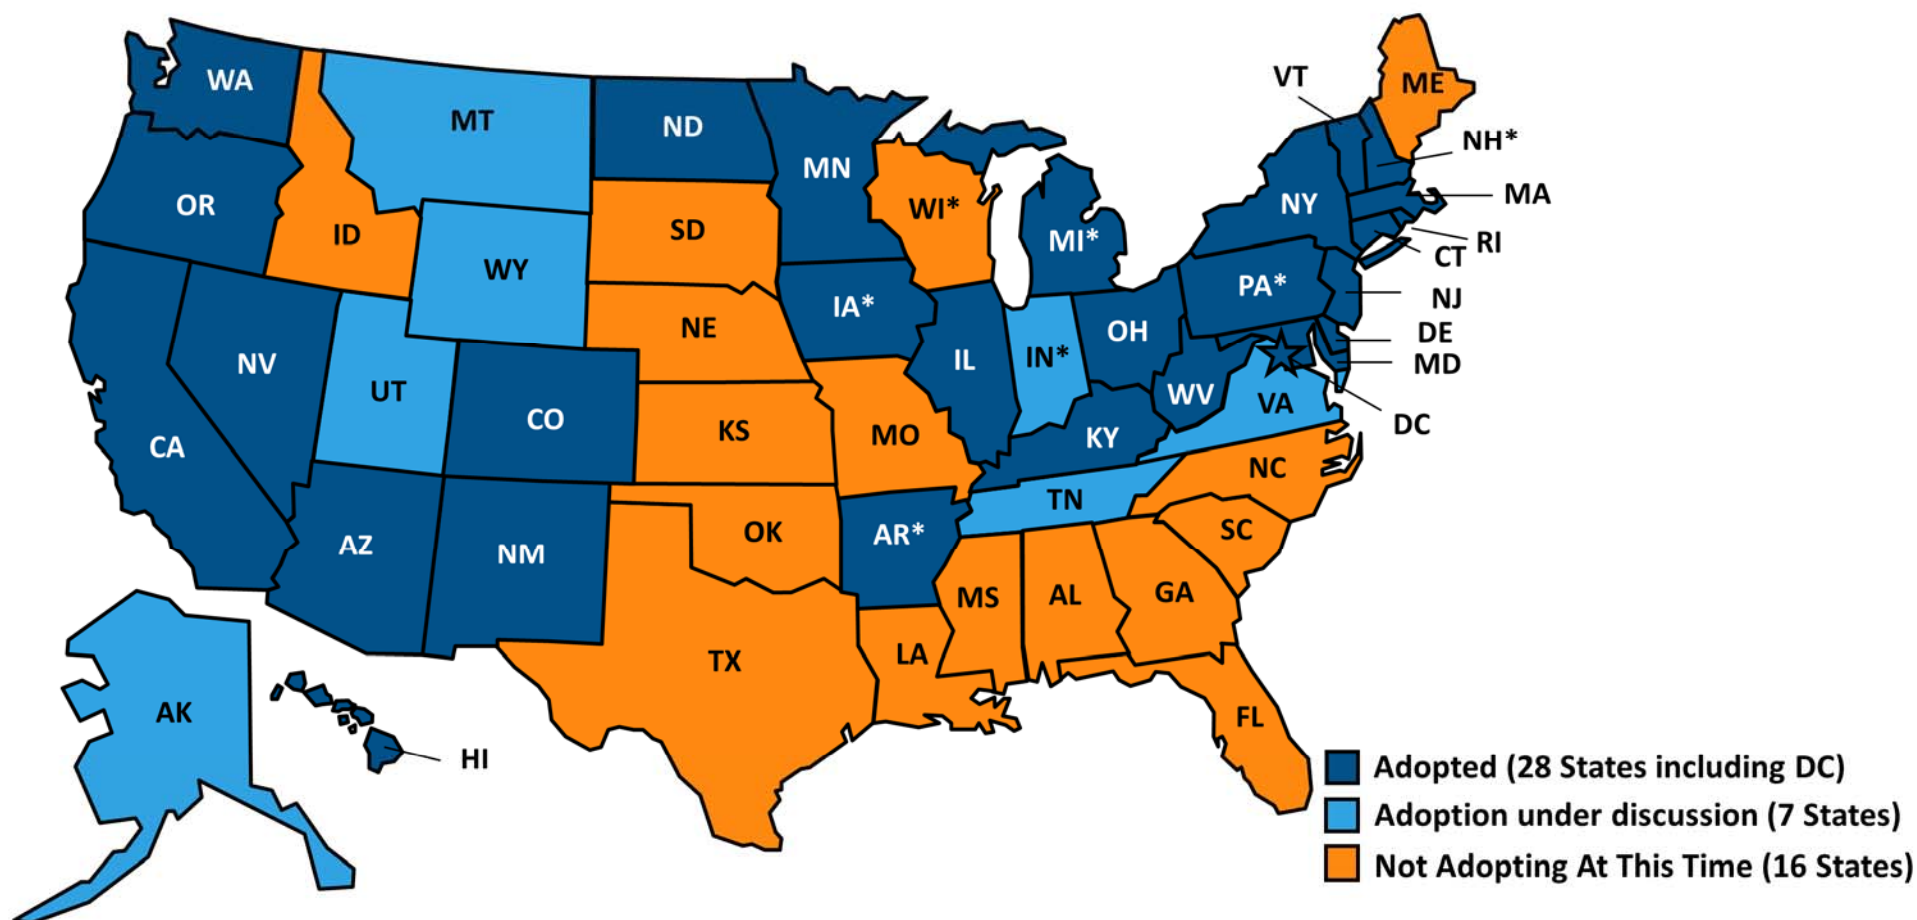 WA
MT
ND
MN
VT
ME
NH*
OR
ID
SD
WI*
MI*
NY
MA
RI
CT
WY
PA*
NJ
NE
IA*
OH
DE
MD
NV
UT
CO
IL
IN*
WV
VA
DC
CA
KS
MO
KY
NC
TN
AZ
NM
OK
AR*
SC
MS
AL
GA
TX
LA
AK
FL
HI
Adopted (28 States including DC)
Adoption under discussion (7 States)
Not Adopting At This Time (16 States)